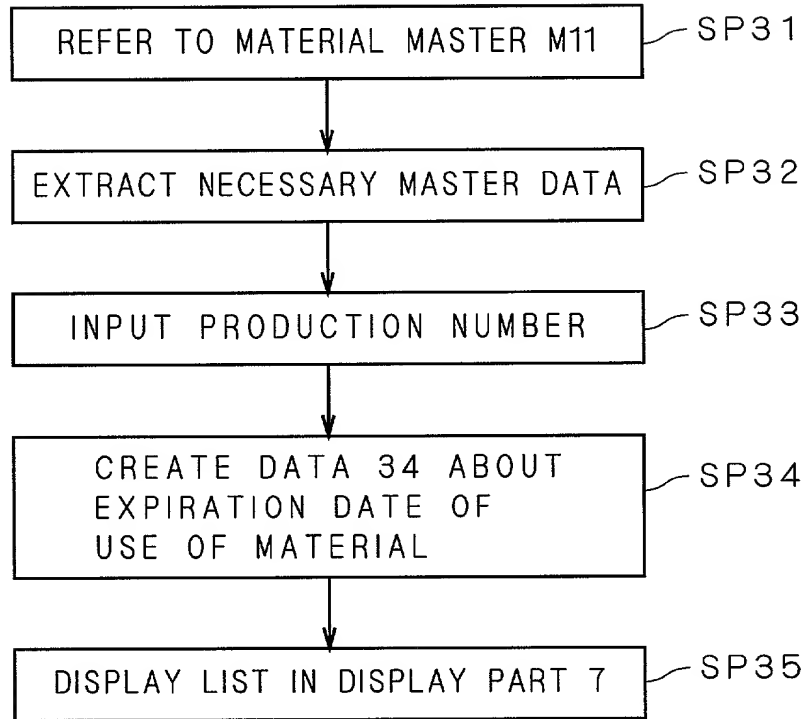 REFER TO MATERIAL MASTER M11
SP31
EXTRACT NECESSARY MASTER DATA
SP32
INPUT PRODUCTION NUMBER
SP33
CREATE DATA 34 ABOUT
EXPIRATION DATE OF
USE OF MATERIAL
SP34
DISPLAY LIST IN DISPLAY PART 7
SP35